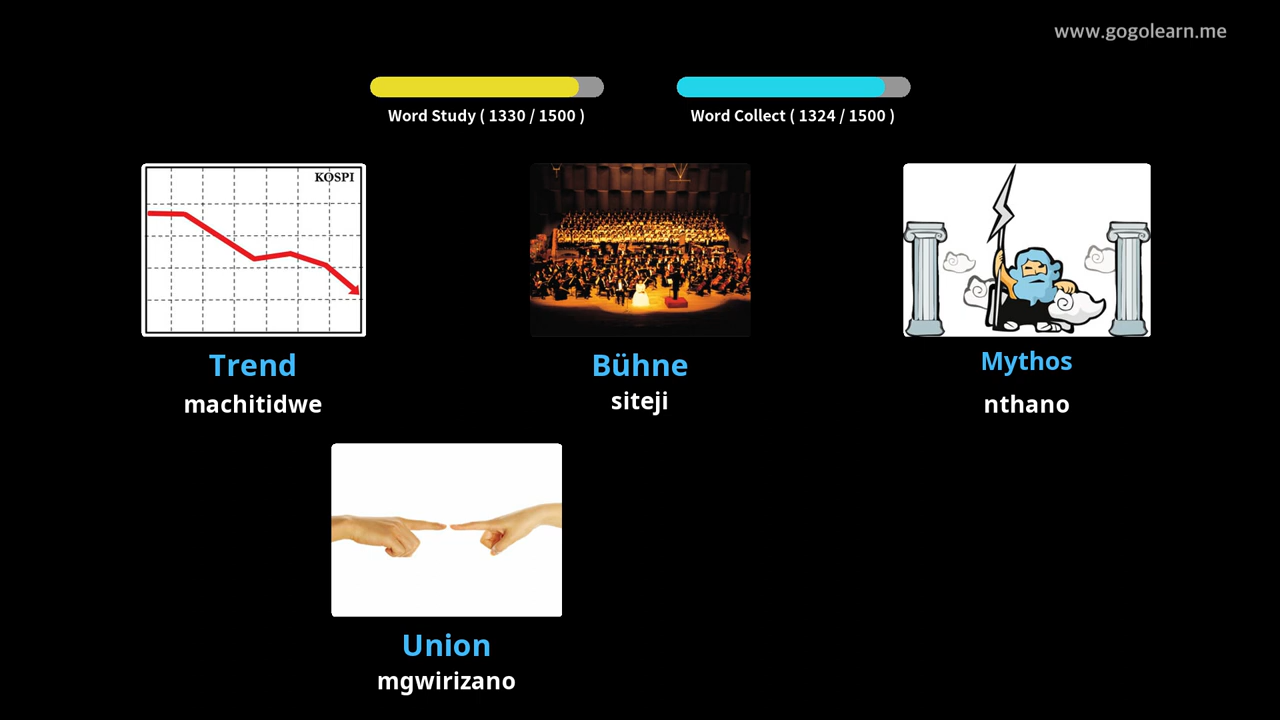 www.gogolearn.me
Word Study ( 1330 / 1500 )
Word Collect ( 1324 / 1500 )
KOSPI
Trend
machitidwe
Bühne
siteji
Mythos
nthano
Union
mgwirizano